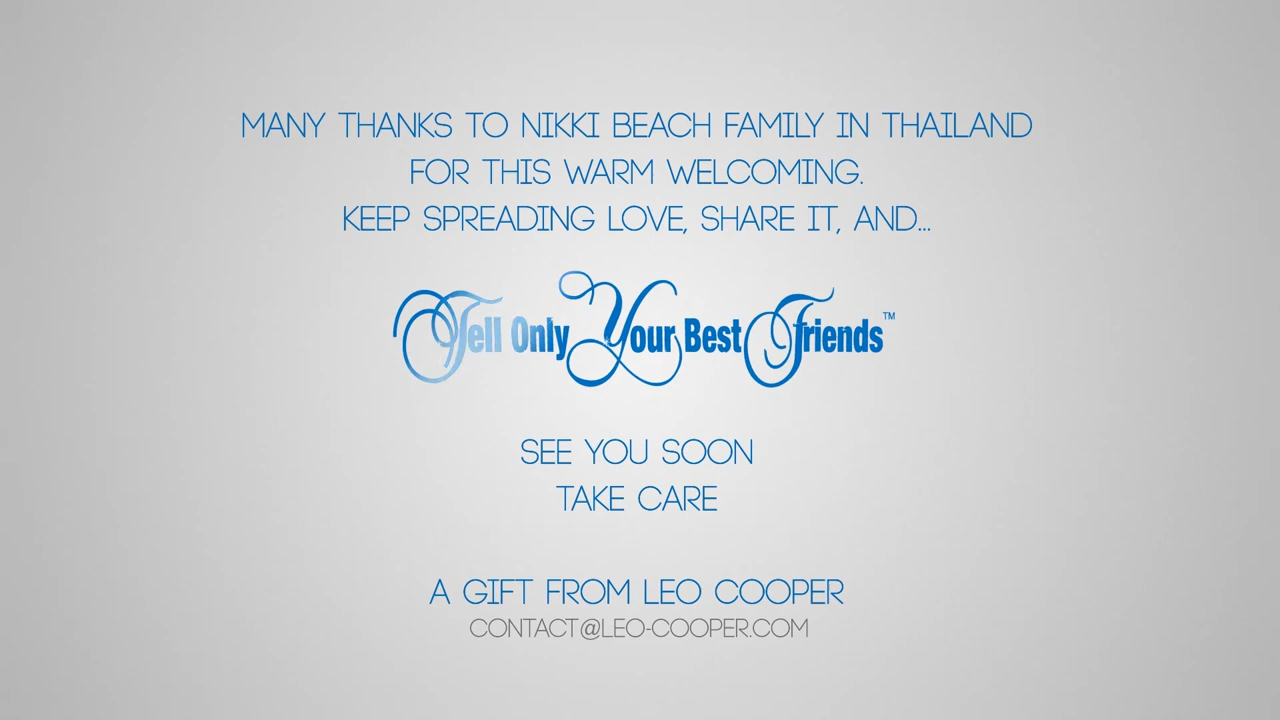 MANY THANKS TO NIKKI BEACH FAMILY IN THAILAND
FOR THIS WARM WELCOMING.
KEEP SPREADING LOVE, SHARE IT, AND...
Tell Only Your Best Friends™
SEE YOU SOON
TAKE CARE
A GIFT FROM LEO COOPER
CONTACT@LEO-COOPER.COM